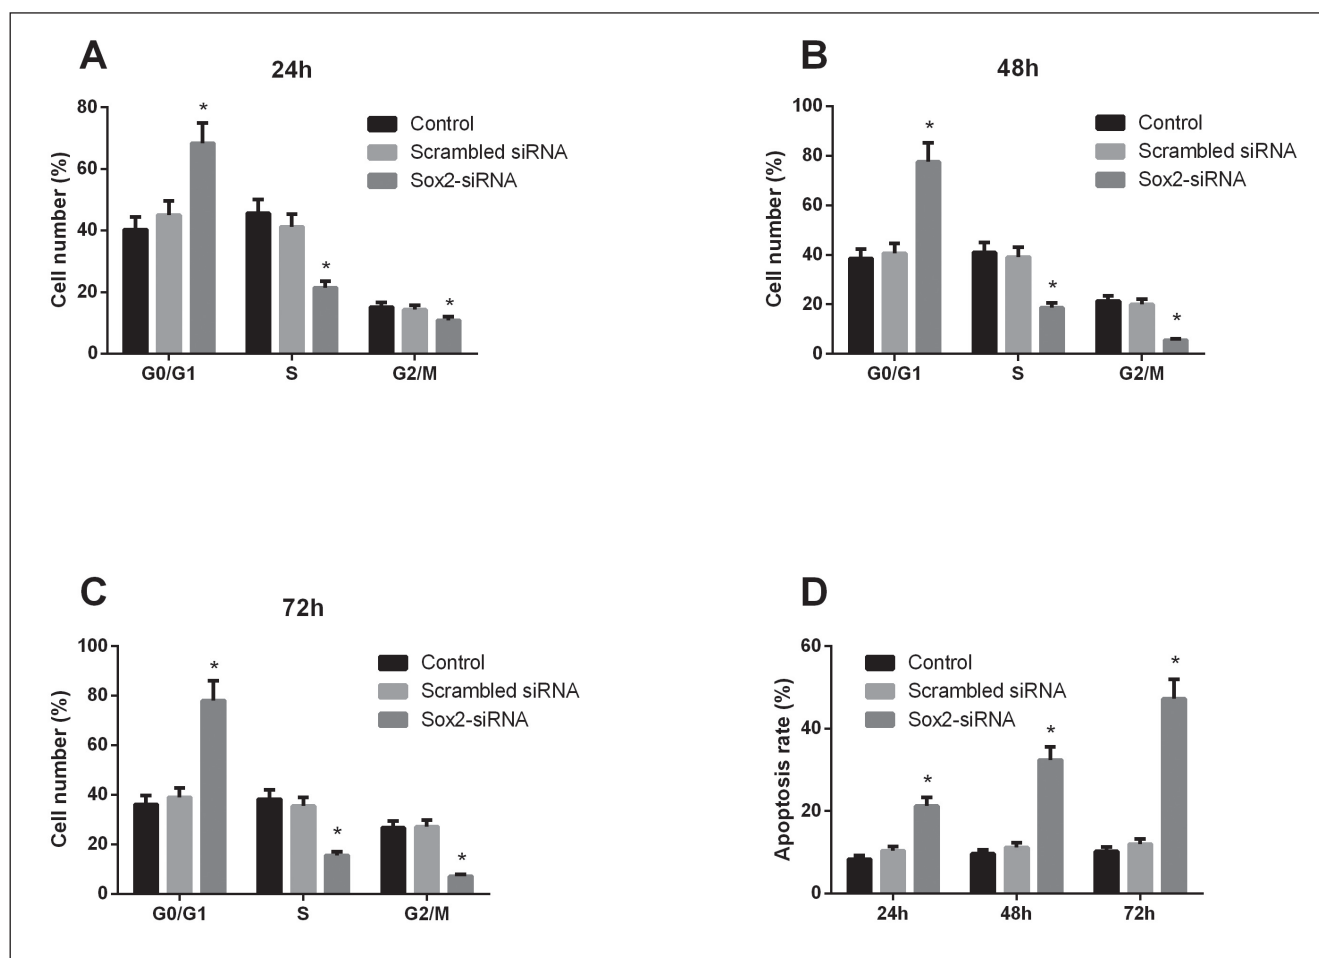 A
24h
80
60
40
20
0
Cell number (%)
*
*
*
G0/G1 S G2/M
Control
Scrambled siRNA
Sox2-siRNA
B
48h
100
80
60
40
20
0
Cell number (%)
*
*
*
G0/G1 S G2/M
Control
Scrambled siRNA
Sox2-siRNA
C
72h
100
80
60
40
20
0
Cell number (%)
*
*
*
G0/G1 S G2/M
Control
Scrambled siRNA
Sox2-siRNA
D
60
40
20
0
Apoptosis rate (%)
*
*
*
24h 48h 72h
Control
Scrambled siRNA
Sox2-siRNA